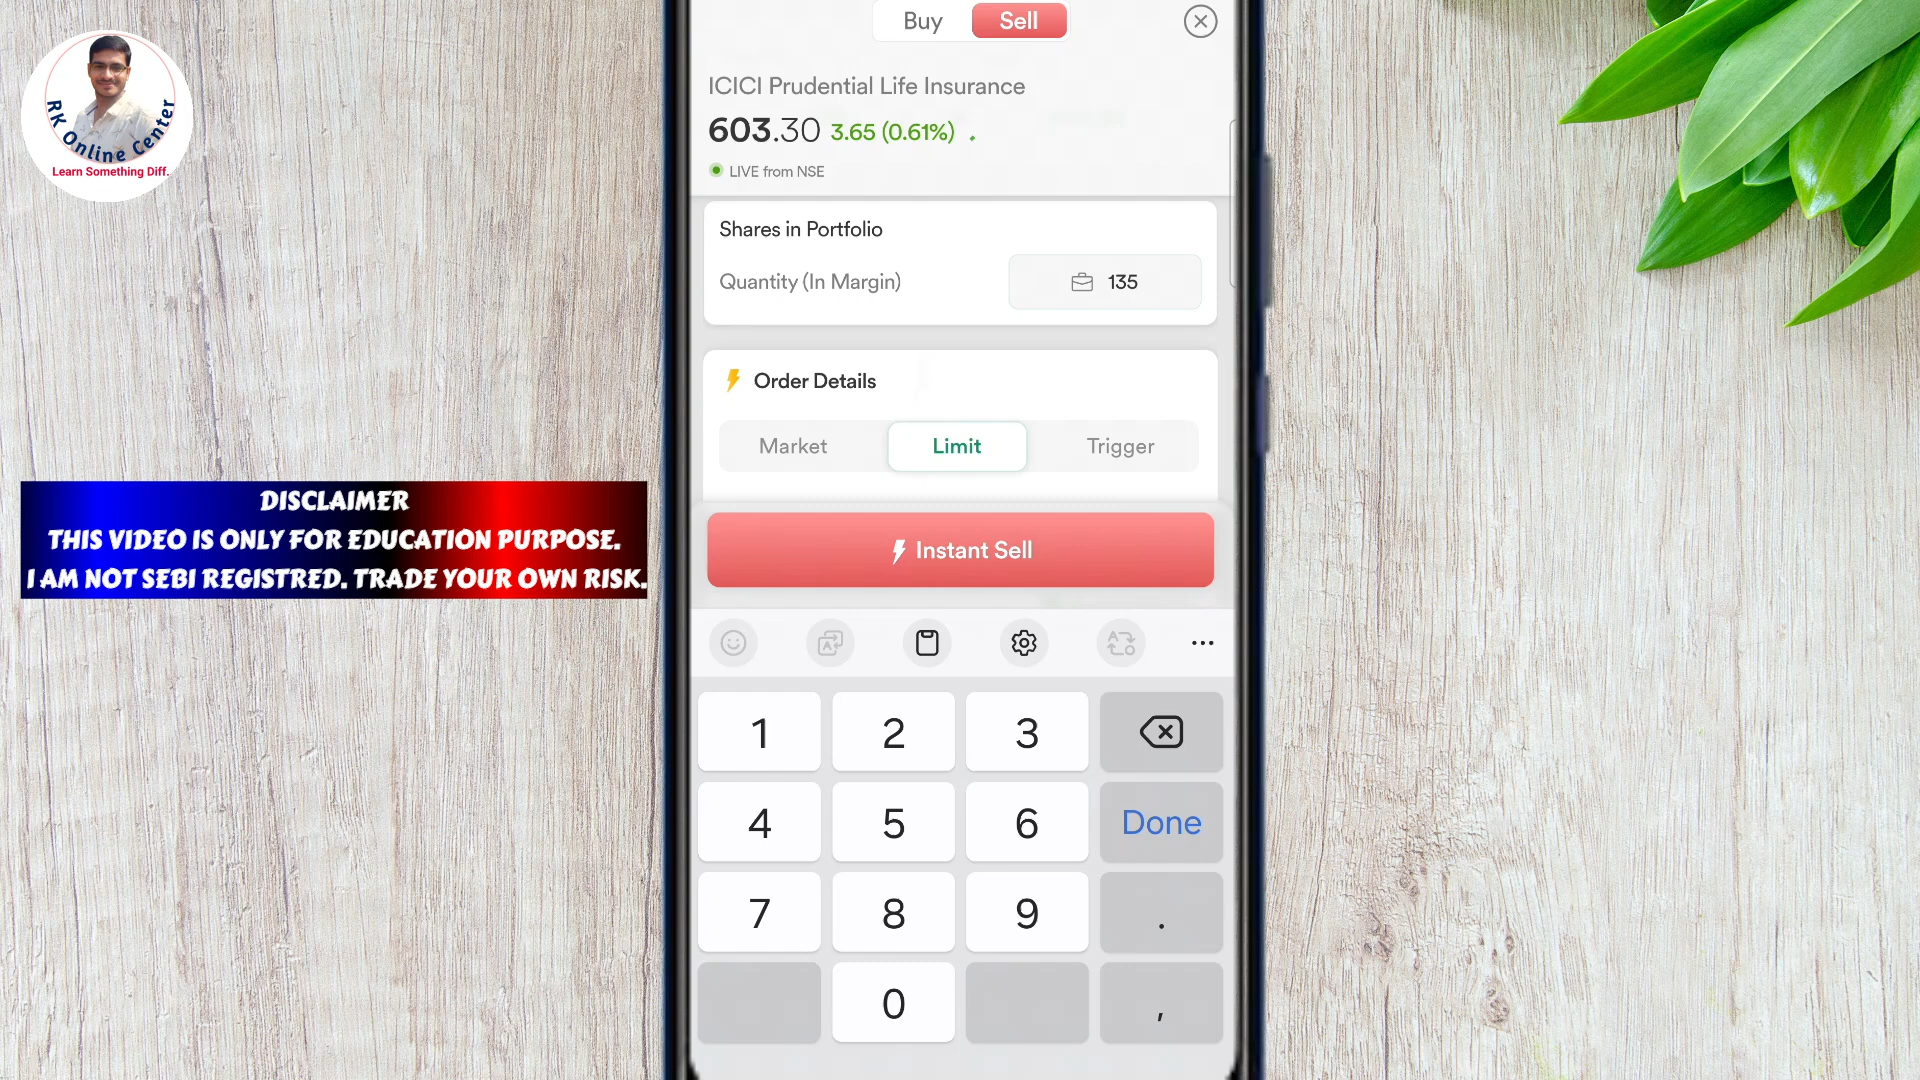 RK Online Center
Learn Something Diff.
DISCLAIMER
THIS VIDEO IS ONLY FOR EDUCATION PURPOSE.
I AM NOT SEBI REGISTRED. TRADE YOUR OWN RISK.
Buy Sell
ICICI Prudential Life Insurance
603.30 3.65 (0.61%)
LIVE from NSE
Shares in Portfolio
Quantity (In Margin) 135
Order Details
Market Limit Trigger
Instant Sell
1 2 3
4 5 6 Done
7 8 9 .
0 ,